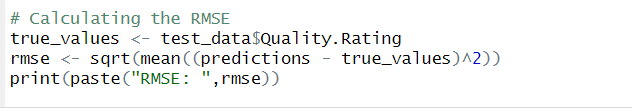 # Calculating the RMSE
true_values <- test_data$Quality.Rating
rmse <- sqrt(mean((predictions - true_values)^2))
print(paste("RMSE: ",rmse))